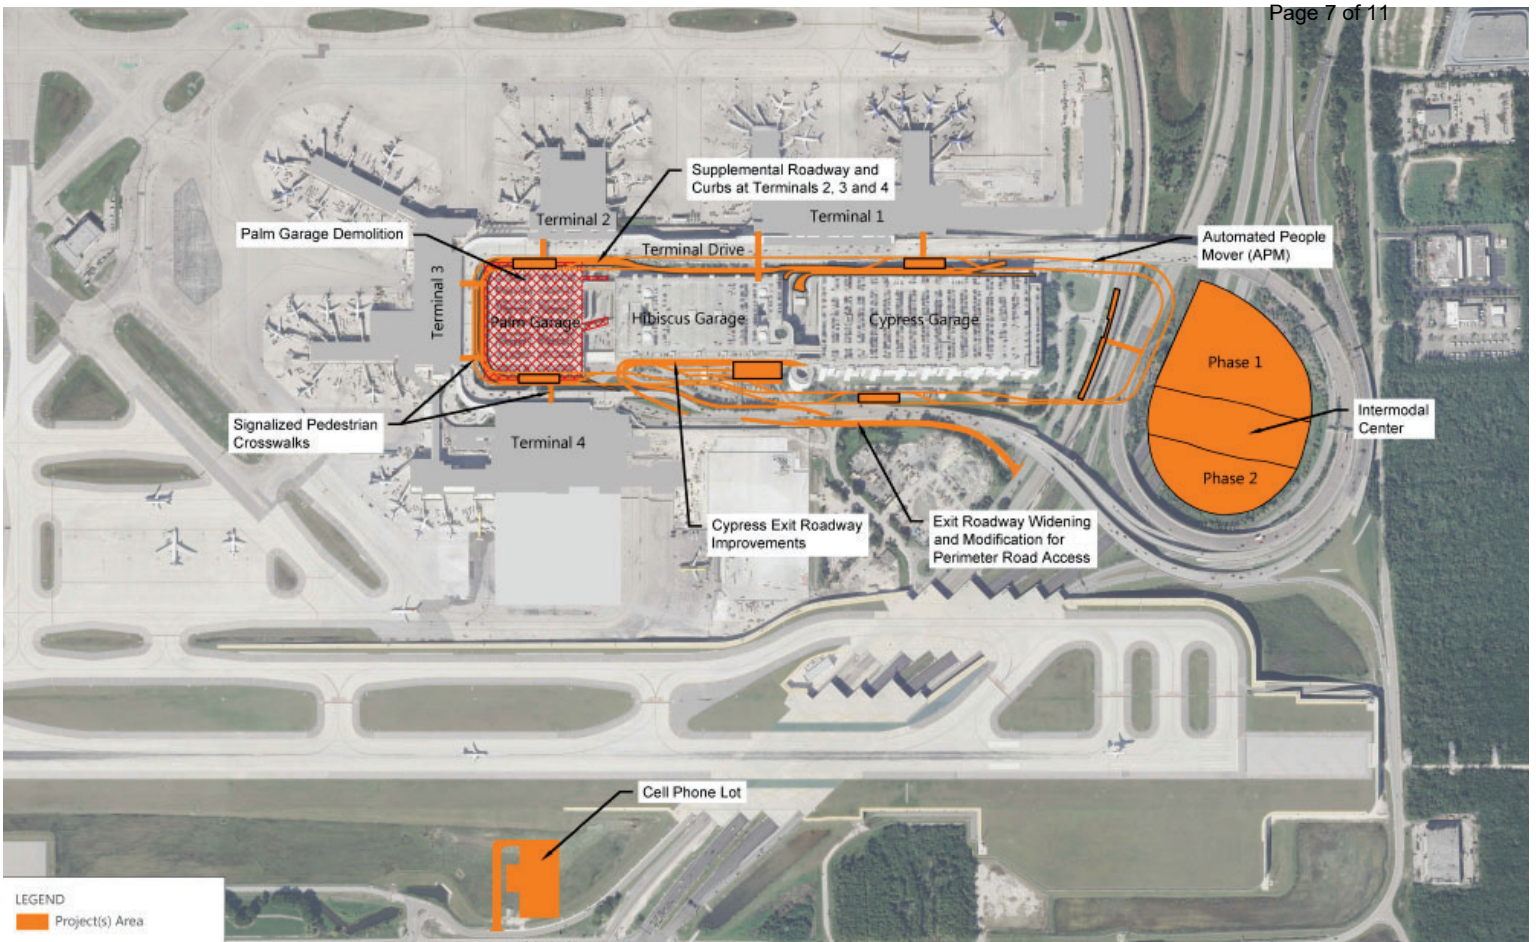 Page 7 of 11
Supplemental Roadway and
Curbs at Terminals 2, 3 and 4
Terminal 2
Terminal 1
Palm Garage Demolition
Terminal Drive
Automated People
Mover (APM)
Terminal 3
Palm Garage
Hibiscus Garage
Cypress Garage
Phase 1
Signalized Pedestrian
Crosswalks
Intermodal
Center
Terminal 4
Phase 2
Cypress Exit Roadway
Improvements
Exit Roadway Widening
and Modification for
Perimeter Road Access
Cell Phone Lot
LEGEND
Project(s) Area